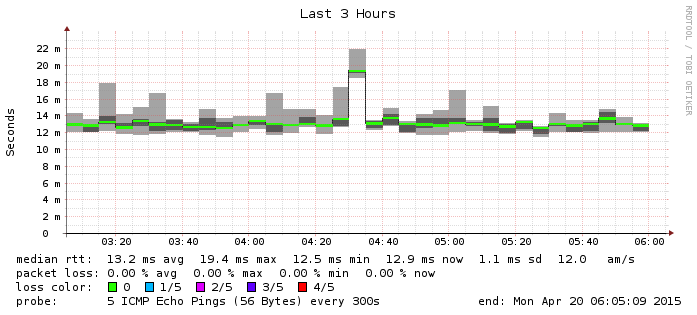 Last 3 Hours
RRDTOOL / TOBI OETIKER
Seconds
22 m
20 m
18 m
16 m
14 m
12 m
10 m
8 m
6 m
4 m
2 m
0
03:20 03:40 04:00 04:20 04:40 05:00 05:20 05:40 06:00
median rtt: 13.2 ms avg 19.4 ms max 12.5 ms min 12.9 ms now 1.1 ms sd 12.0 am/s
packet loss: 0.00 % avg 0.00 % max 0.00 % min 0.00 % now
loss color: 0 1/5 2/5 3/5 4/5
probe: 5 ICMP Echo Pings (56 Bytes) every 300s end: Mon Apr 20 06:05:09 2015